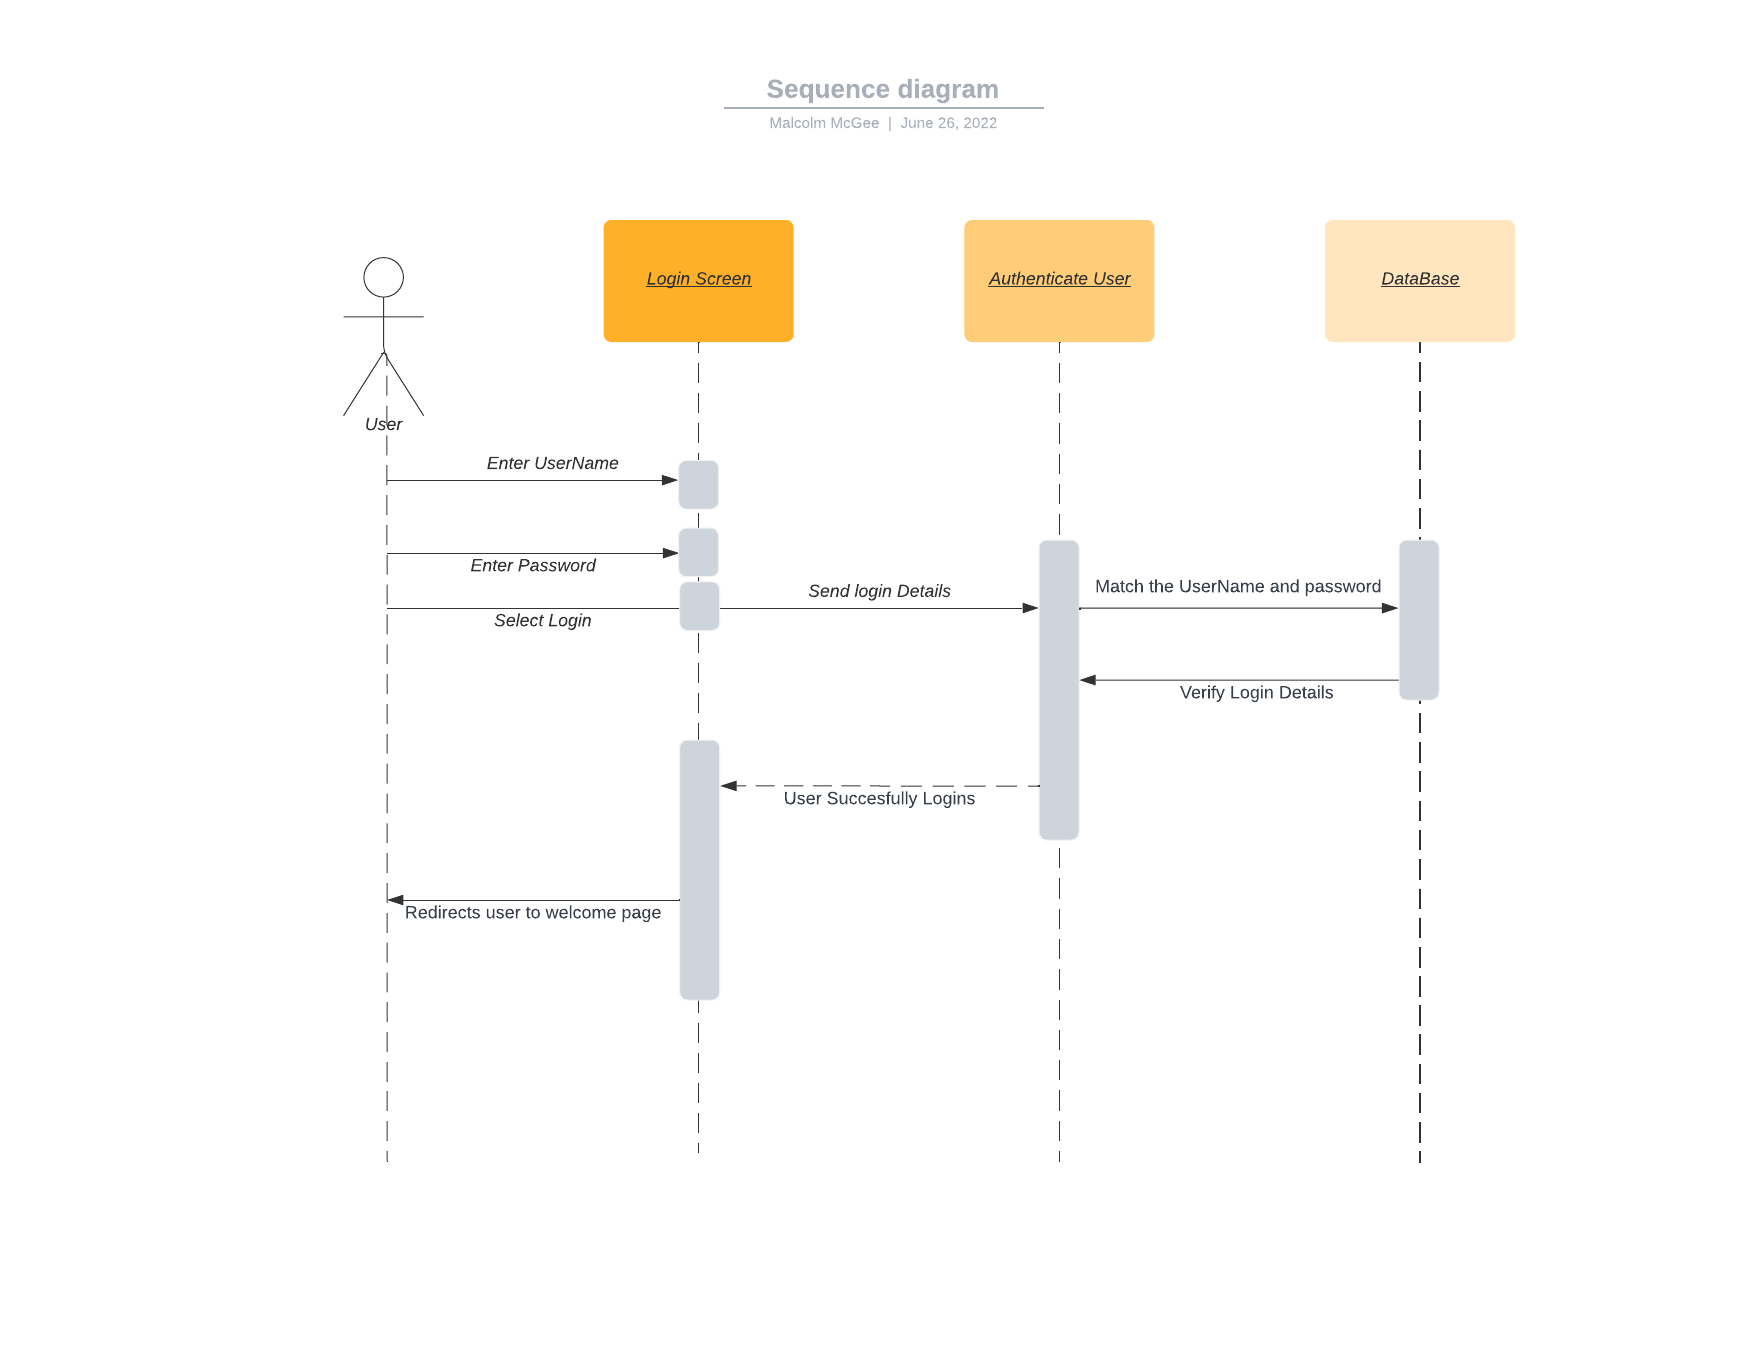 Sequence diagram
Malcolm McGee | June 26, 2022
Login Screen
Authenticate User
DataBase
User
Enter UserName
Enter Password
Send login Details
Match the UserName and password
Select Login
Verify Login Details
User Succesfully Logins
Redirects user to welcome page